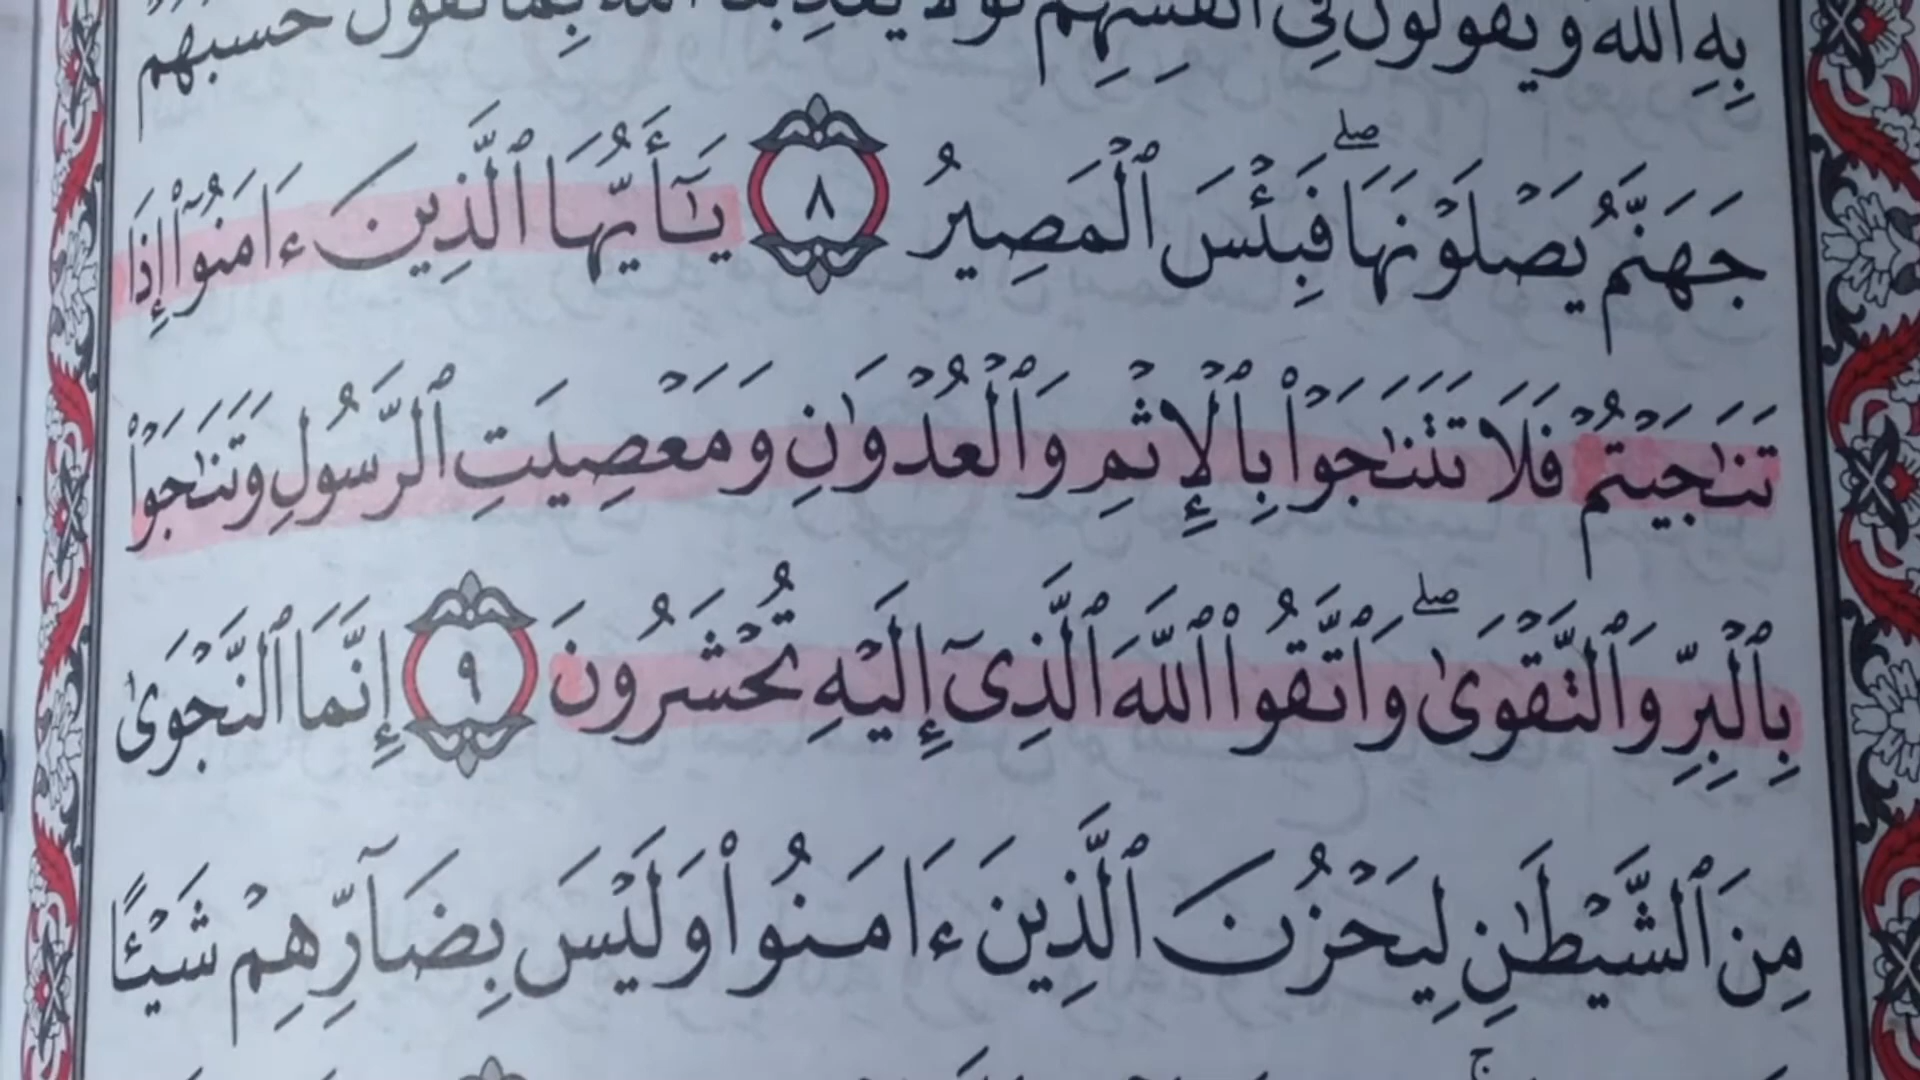 بِهِ ٱللَّهُ وَيَقُولُونَ فِىٓ أَنفُسِهِمْ لَوْلَا يُعَذِّبُنَا ٱللَّهُ بِمَا نَقُولُ حَسْبُهُمْ
جَهَنَّمُ يَصْلَوْنَهَا ۖ فَبِئْسَ ٱلْمَصِيرُ ٨ يَـٰٓأَيُّهَا ٱلَّذِينَ ءَامَنُوٓا۟ إِذَا
تَنَـٰجَيْتُمْ فَلَا تَتَنَـٰجَوْا۟ بِٱلْإِثْمِ وَٱلْعُدْوَٰنِ وَمَعْصِيَتِ ٱلرَّسُولِ وَتَنَـٰجَوْا۟
بِٱلْبِرِّ وَٱلتَّقْوَىٰ ۖ وَٱتَّقُوا۟ ٱللَّهَ ٱلَّذِىٓ إِلَيْهِ تُحْشَرُونَ ٩ إِنَّمَا ٱلنَّجْوَىٰ
مِنَ ٱلشَّيْطَـٰنِ لِيَحْزُنَ ٱلَّذِينَ ءَامَنُوا۟ وَلَيْسَ بِضَآرِّهِمْ شَيْـًٔا